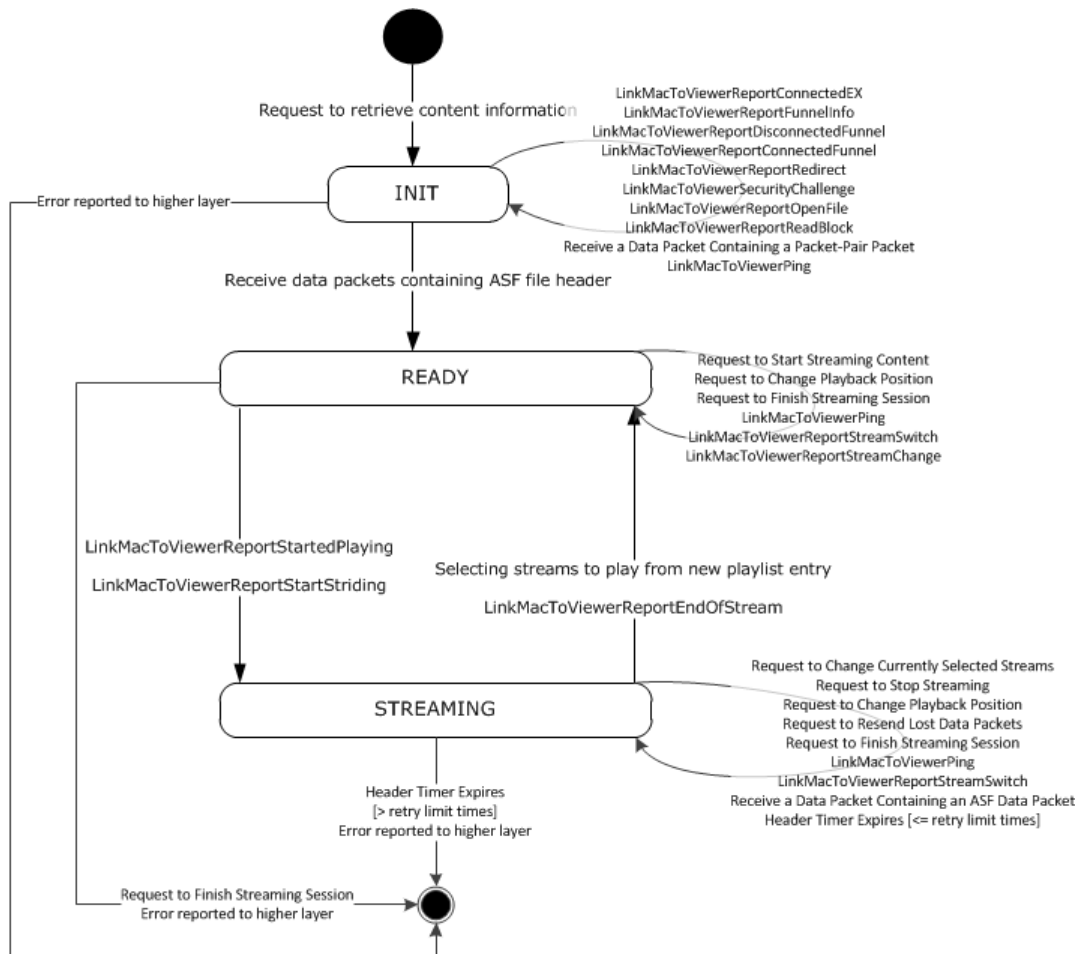 Request to retrieve content information
LinkMacToViewerReportConnectedEX
LinkMacToViewerReportFunnelInfo
LinkMacToViewerReportDisconnectedFunnel
LinkMacToViewerReportConnectedFunnel
LinkMacToViewerReportRedirect
LinkMacToViewerSecurityChallenge
LinkMacToViewerReportOpenFile
LinkMacToViewerReportReadBlock
Receive a Data Packet Containing a Packet-Pair Packet
LinkMacToViewerPing
INIT
Error reported to higher layer
Receive data packets containing ASF file header
READY
Request to Start Streaming Content
Request to Change Playback Position
Request to Finish Streaming Session
LinkMacToViewerPing
LinkMacToViewerReportStreamSwitch
LinkMacToViewerReportStreamChange
LinkMacToViewerReportStartedPlaying
LinkMacToViewerReportStartStriding
Selecting streams to play from new playlist entry
LinkMacToViewerReportEndOfStream
STREAMING
Request to Change Currently Selected Streams
Request to Stop Streaming
Request to Change Playback Position
Request to Resend Lost Data Packets
Request to Finish Streaming Session
LinkMacToViewerPing
LinkMacToViewerReportStreamSwitch
Receive a Data Packet Containing an ASF Data Packet
Header Timer Expires [<= retry limit times]
Header Timer Expires
[> retry limit times]
Error reported to higher layer
Request to Finish Streaming Session
Error reported to higher layer